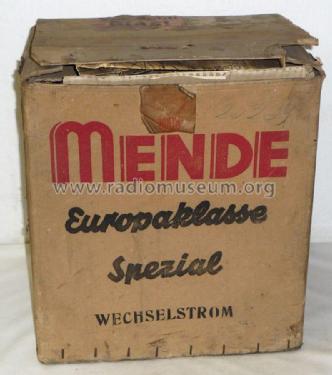 MENDE
www.radiomuseum.org
Europaklasse
Spezial
WECHSELSTROM